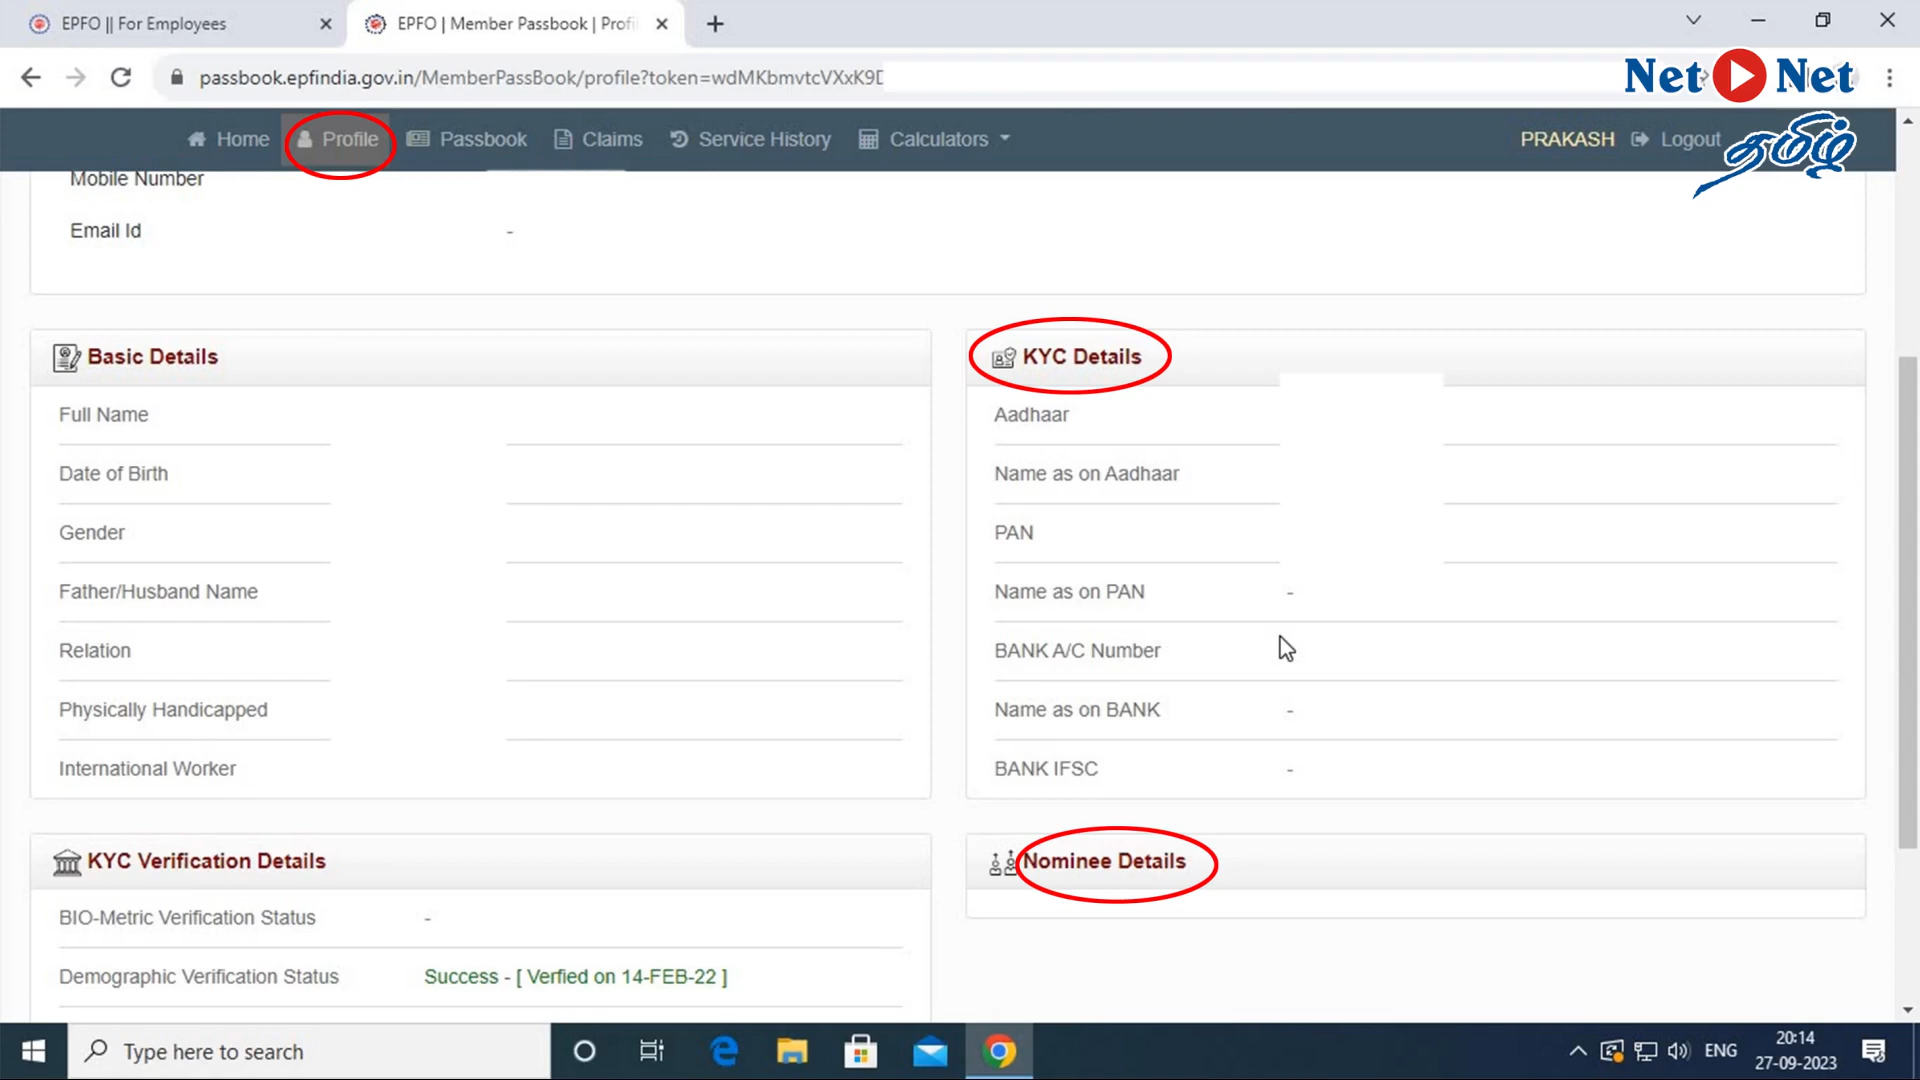 EPFO || For Employees
EPFO | Member Passbook | Profi
passbook.epfindia.gov.in/MemberPassBook/profile?token=wdMKbmvtcVXxK9D
Net Net
தமிழ்
Home Profile Passbook Claims Service History Calculators PRAKASH Logout
Mobile Number
Email Id -
Basic Details
Full Name
Date of Birth
Gender
Father/Husband Name
Relation
Physically Handicapped
International Worker
KYC Details
Aadhaar
Name as on Aadhaar
PAN
Name as on PAN -
BANK A/C Number
Name as on BANK -
BANK IFSC -
KYC Verification Details
BIO-Metric Verification Status -
Demographic Verification Status Success - [ Verfied on 14-FEB-22 ]
Nominee Details
Type here to search
ENG
20:14
27-09-2023